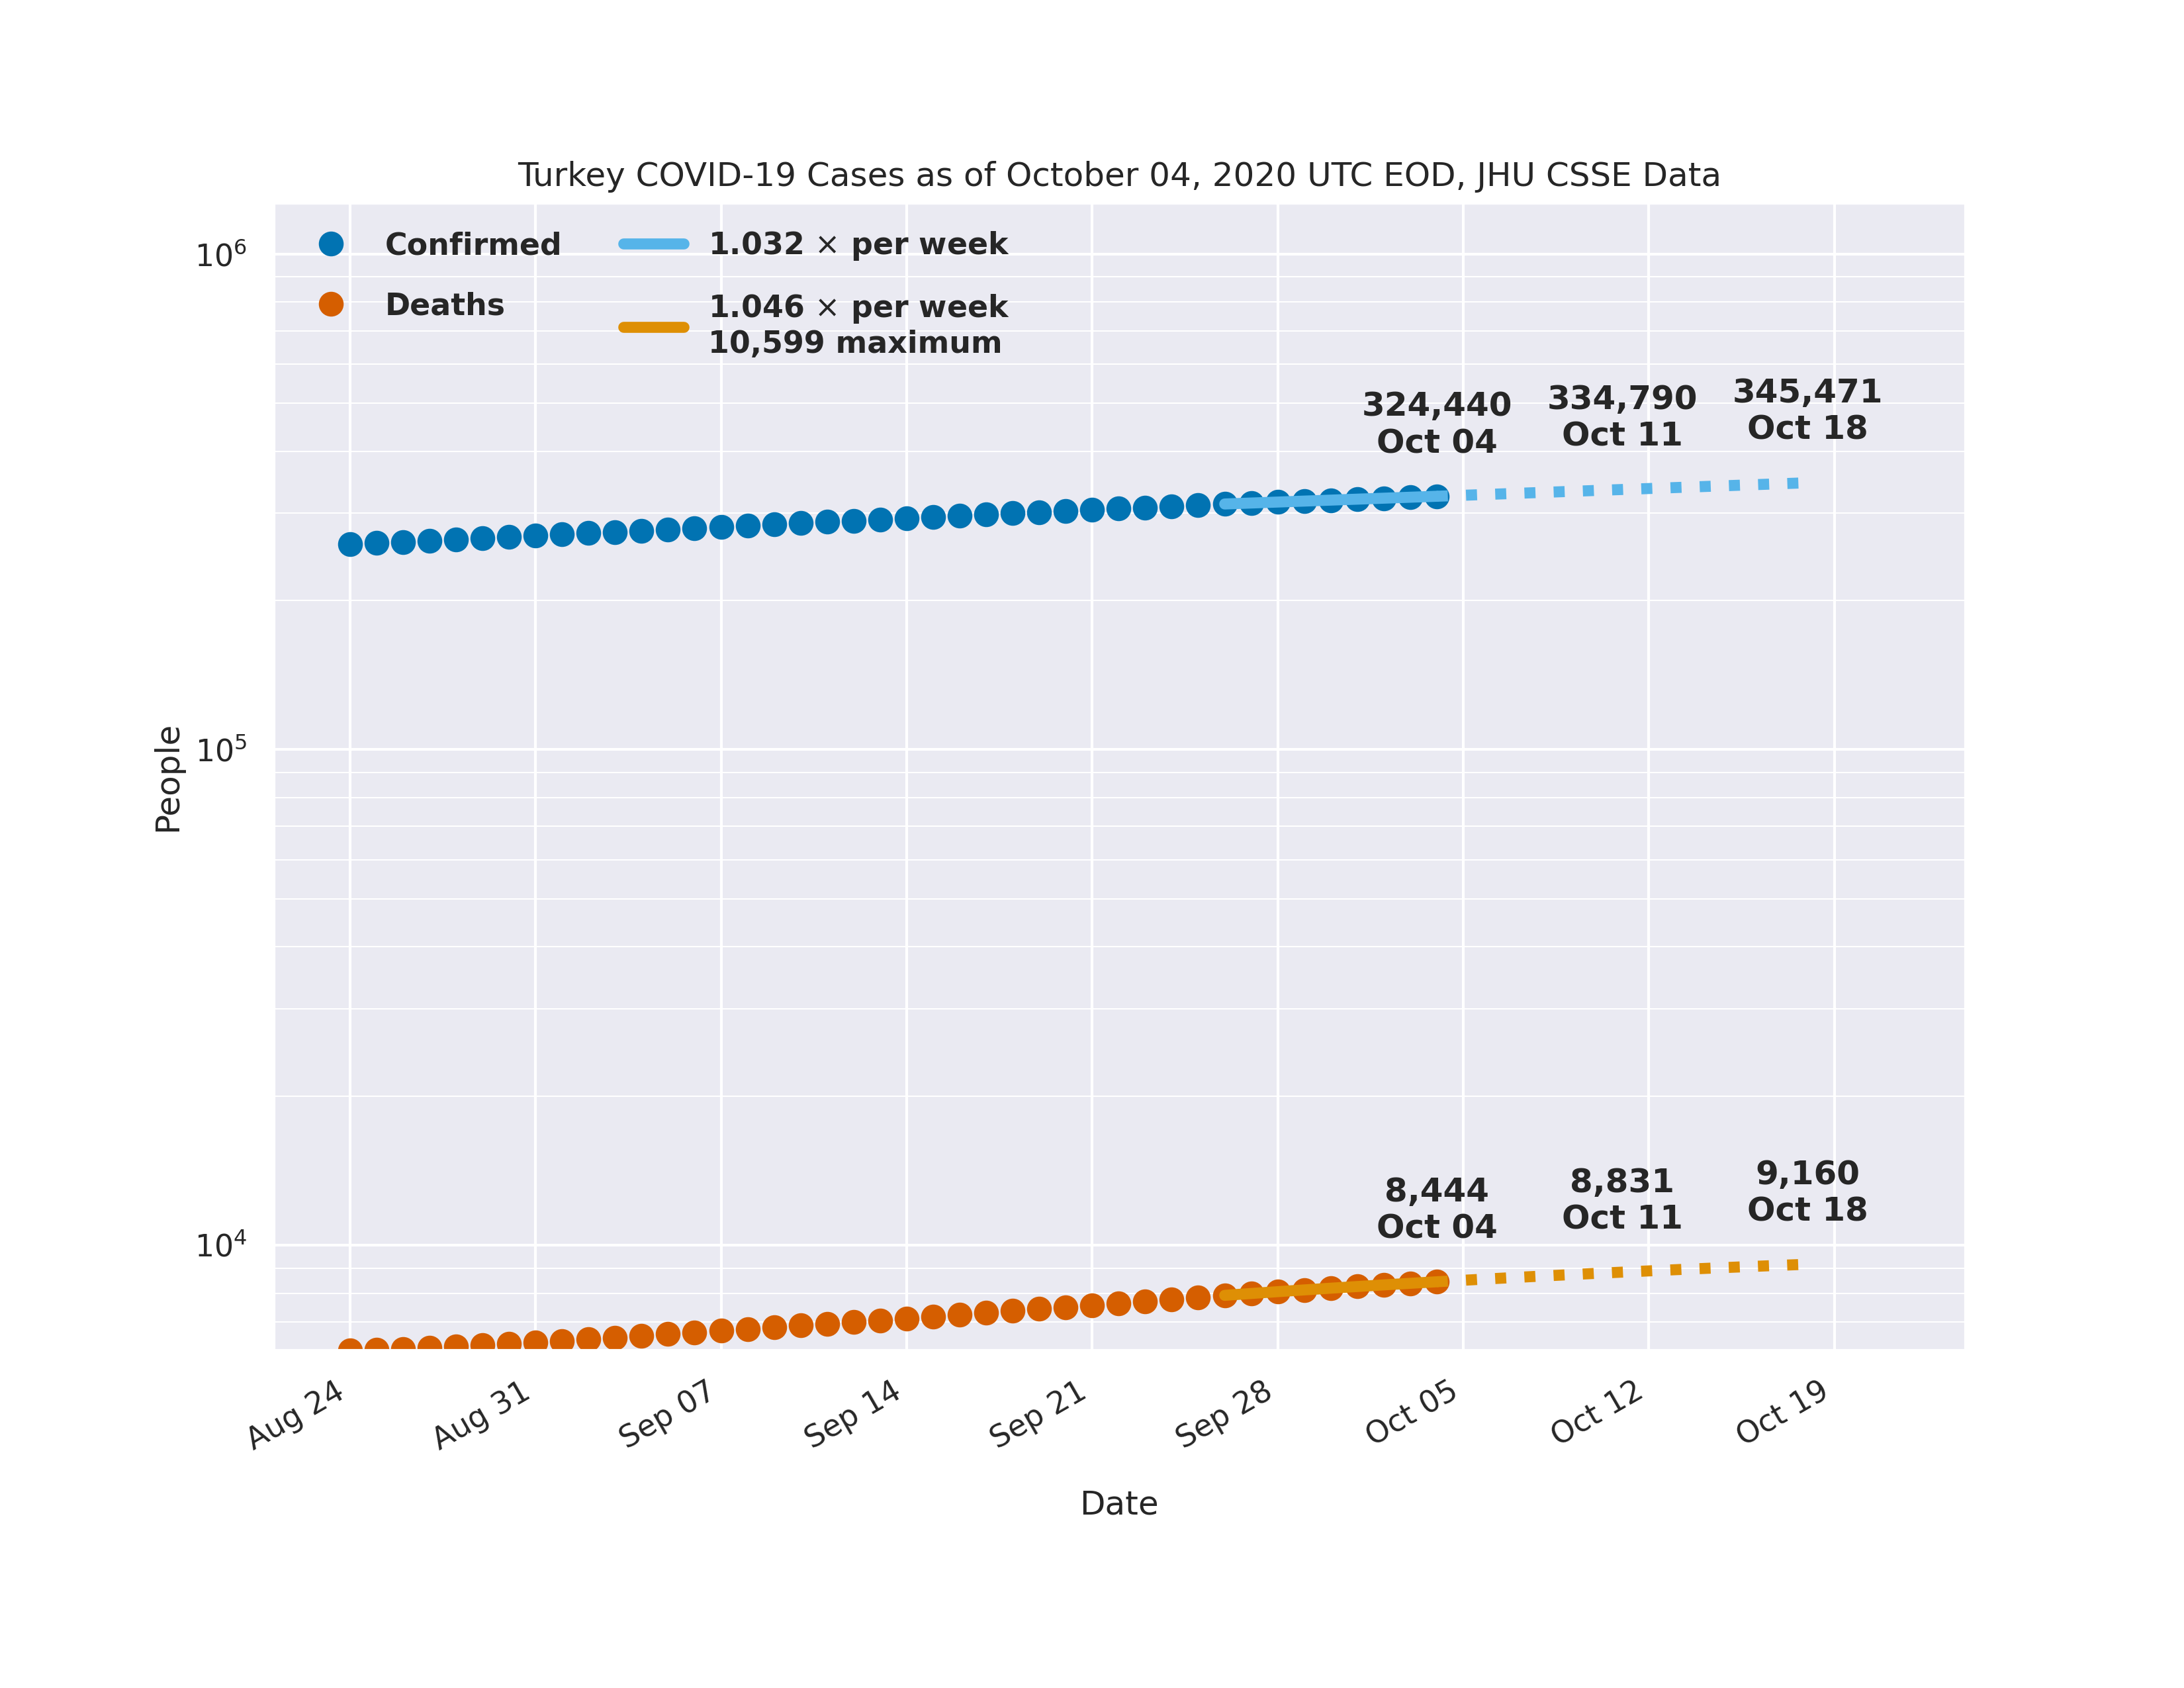 Turkey COVID-19 Cases as of October 04, 2020 UTC EOD, JHU CSSE Data
Confirmed
Deaths
1.032 × per week
1.046 × per week
10,599 maximum
324,440
Oct 04
334,790
Oct 11
345,471
Oct 18
8,444
Oct 04
8,831
Oct 11
9,160
Oct 18
People
10⁶
10⁵
10⁴
Aug 24
Aug 31
Sep 07
Sep 14
Sep 21
Sep 28
Oct 05
Oct 12
Oct 19
Date